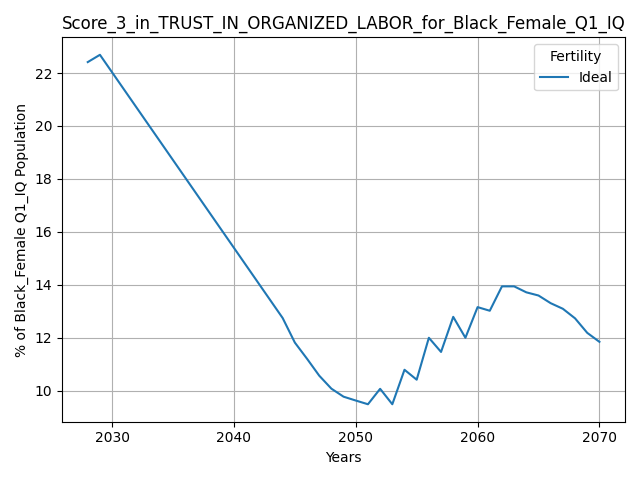 Score_3_in_TRUST_IN_ORGANIZED_LABOR_for_Black_Female_Q1_IQ
Fertility
Ideal
% of Black_Female Q1_IQ Population
22
20
18
16
14
12
10
2030 2040 2050 2060 2070
Years